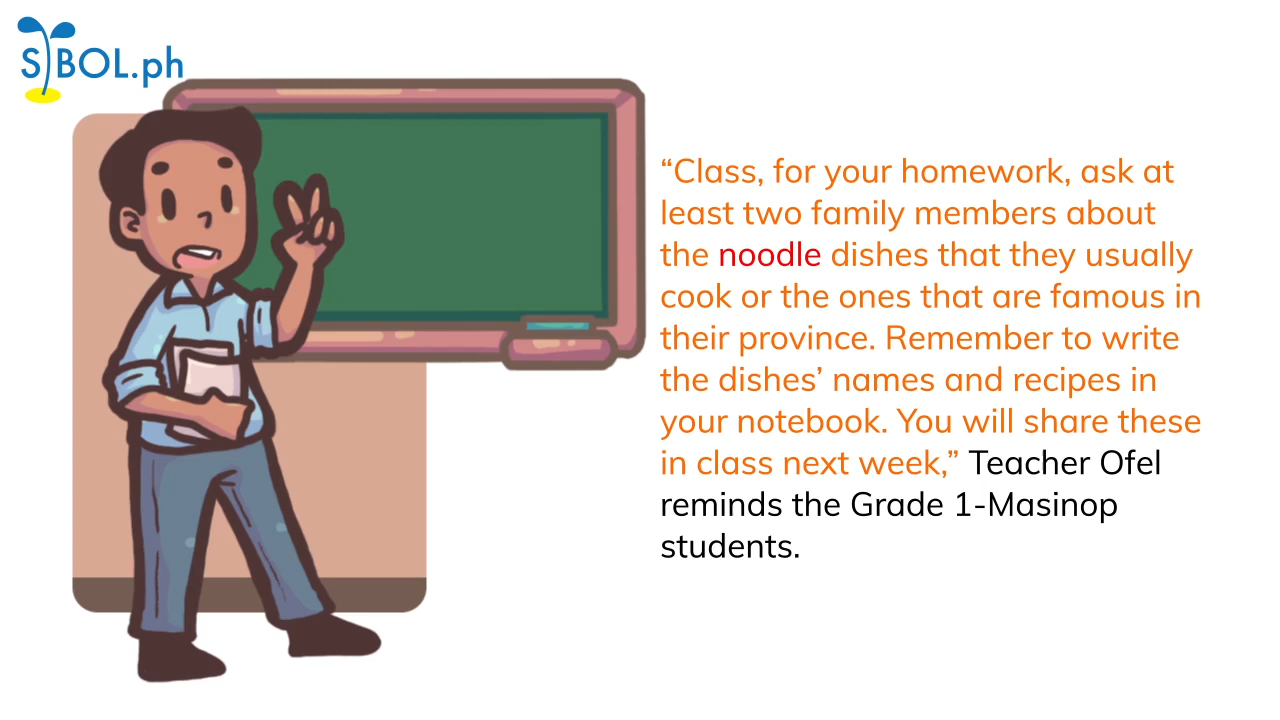 SIBOL.ph
“Class, for your homework, ask at
least two family members about
the noodle dishes that they usually
cook or the ones that are famous in
their province. Remember to write
the dishes’ names and recipes in
your notebook. You will share these
in class next week,” Teacher Ofel
reminds the Grade 1-Masinop
students.